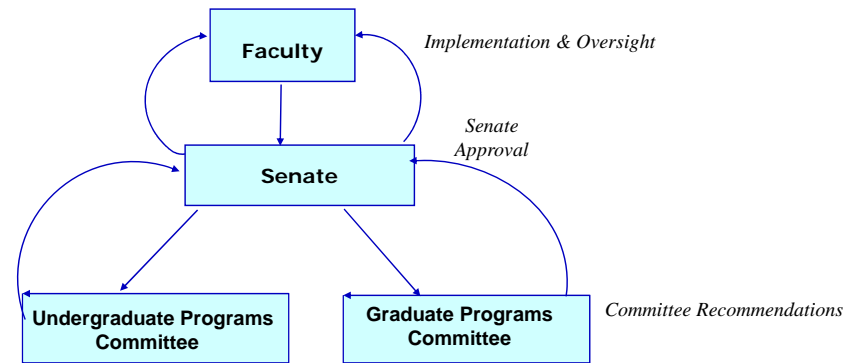 Faculty
Implementation & Oversight
Senate
Approval
Senate
Undergraduate Programs
Committee
Graduate Programs
Committee
Committee Recommendations